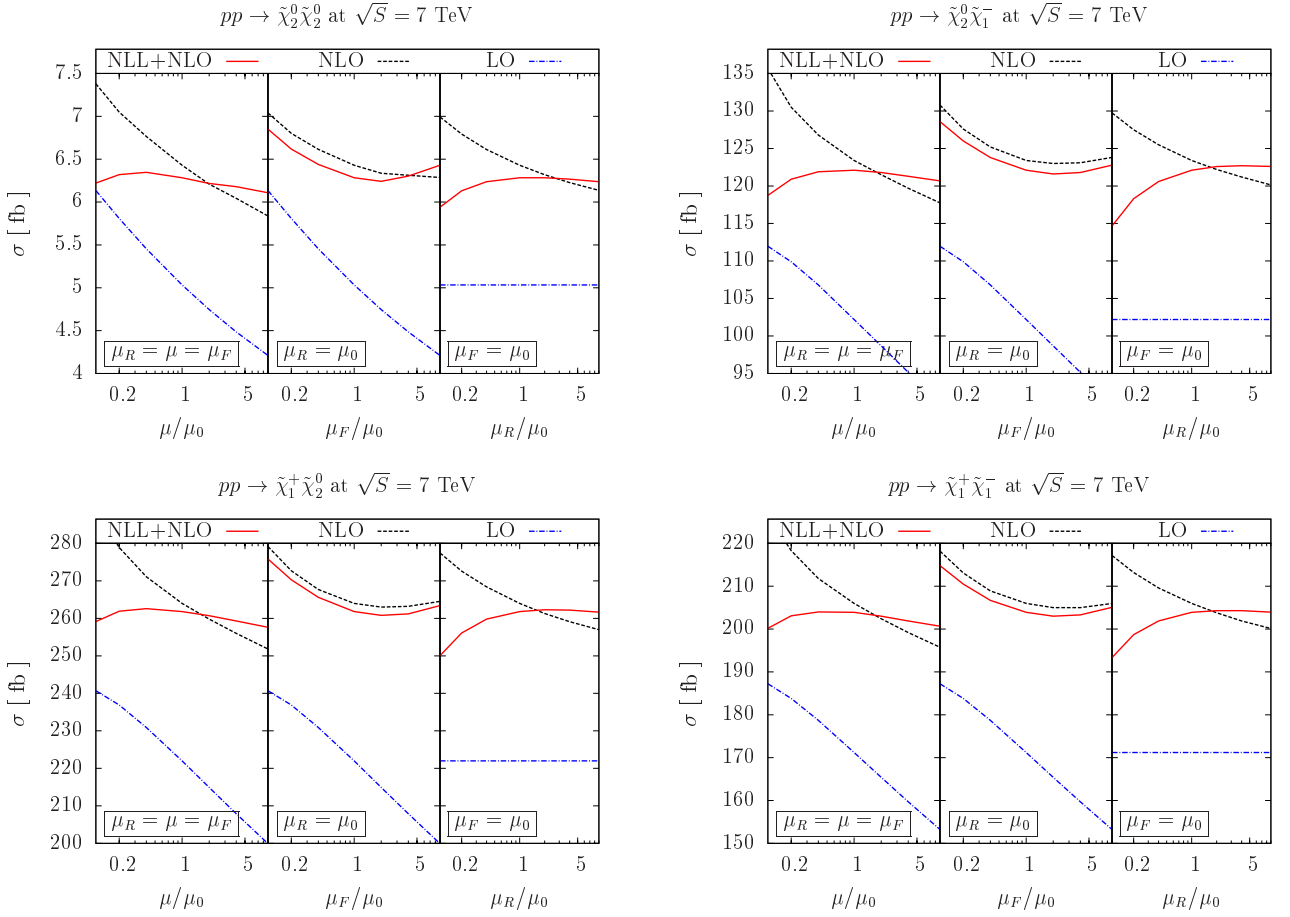 pp → χ̃⁰₂χ̃⁰₂ at √S = 7 TeV
NLL+NLO NLO LO
7.5
7
6.5
6
5.5
5
4.5
4
σ [ fb ]
μR = μ = μF μR = μ0 μF = μ0
0.2 1 5 0.2 1 5 0.2 1 5
μ/μ0 μF/μ0 μR/μ0
pp → χ̃⁰₂χ̃⁻₁ at √S = 7 TeV
NLL+NLO NLO LO
135
130
125
120
115
110
105
100
95
σ [ fb ]
μR = μ = μF μR = μ0 μF = μ0
0.2 1 5 0.2 1 5 0.2 1 5
μ/μ0 μF/μ0 μR/μ0
pp → χ̃⁺₁χ̃⁰₂ at √S = 7 TeV
NLL+NLO NLO LO
280
270
260
250
240
230
220
210
200
σ [ fb ]
μR = μ = μF μR = μ0 μF = μ0
0.2 1 5 0.2 1 5 0.2 1 5
μ/μ0 μF/μ0 μR/μ0
pp → χ̃⁺₁χ̃⁻₁ at √S = 7 TeV
NLL+NLO NLO LO
220
210
200
190
180
170
160
150
σ [ fb ]
μR = μ = μF μR = μ0 μF = μ0
0.2 1 5 0.2 1 5 0.2 1 5
μ/μ0 μF/μ0 μR/μ0